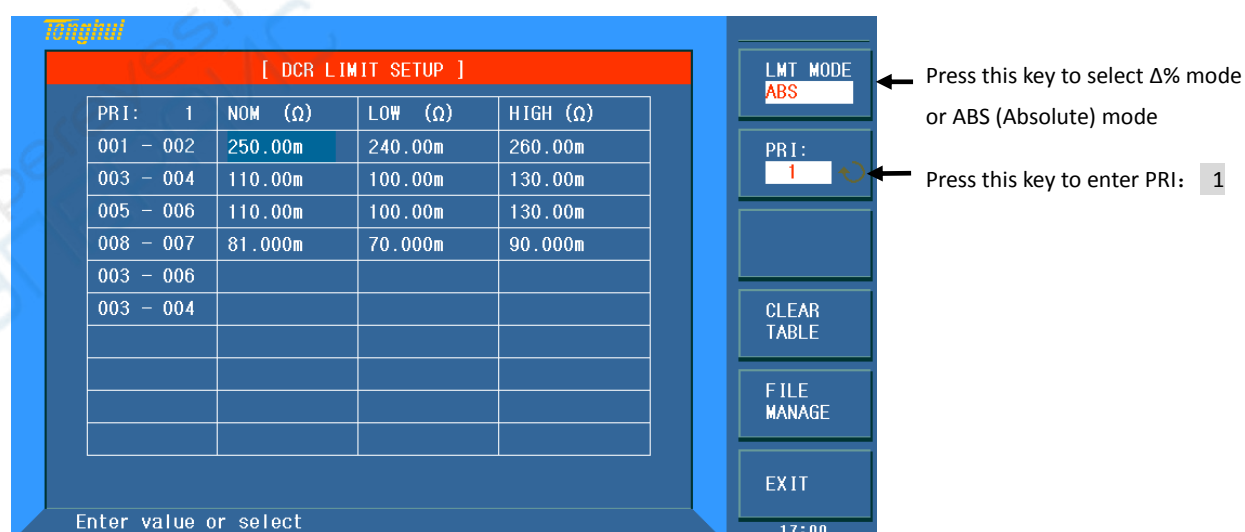 Tonghui
[ DCR LIMIT SETUP ]
PRI: 1 NOM (Ω) LOW (Ω) HIGH (Ω)
001 - 002 250.00m 240.00m 260.00m
003 - 004 110.00m 100.00m 130.00m
005 - 006 110.00m 100.00m 130.00m
008 - 007 81.000m 70.000m 90.000m
003 - 006
003 - 004
Enter value or select
LMT MODE
ABS
PRI:
1
CLEAR
TABLE
FILE
MANAGE
EXIT
17:00
Press this key to select Δ% mode
or ABS (Absolute) mode
Press this key to enter PRI: 1